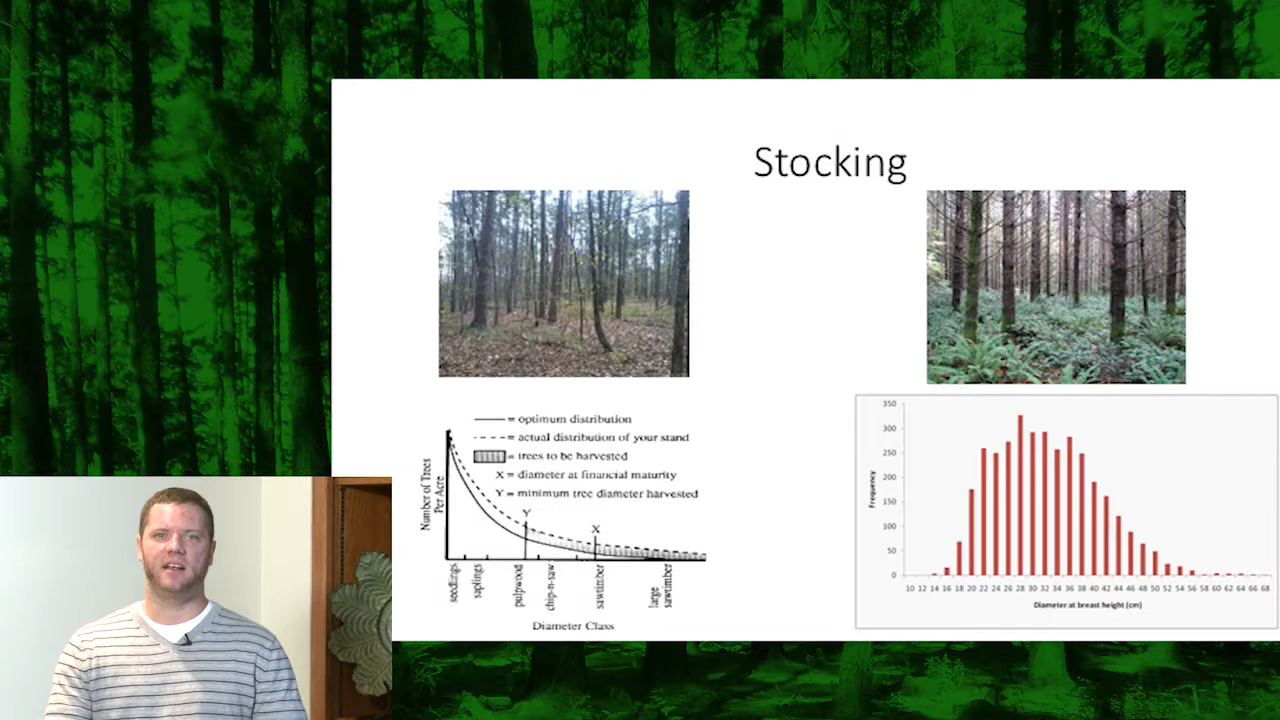 Stocking
= optimum distribution
= actual distribution of your stand
= trees to be harvested
X = diameter at financial maturity
Y = minimum tree diameter harvested
Number of Trees
Per Acre
Y
X
seedlings
saplings
pulpwood
chip-n-saw
sawtimber
large
sawtimber
Diameter Class
350
300
250
200
150
100
50
0
Frequency
10 12 14 16 18 20 22 24 26 28 30 32 34 36 38 40 42 44 46 48 50 52 54 56 58 60 62 64 66 68
Diameter at breast height (cm)